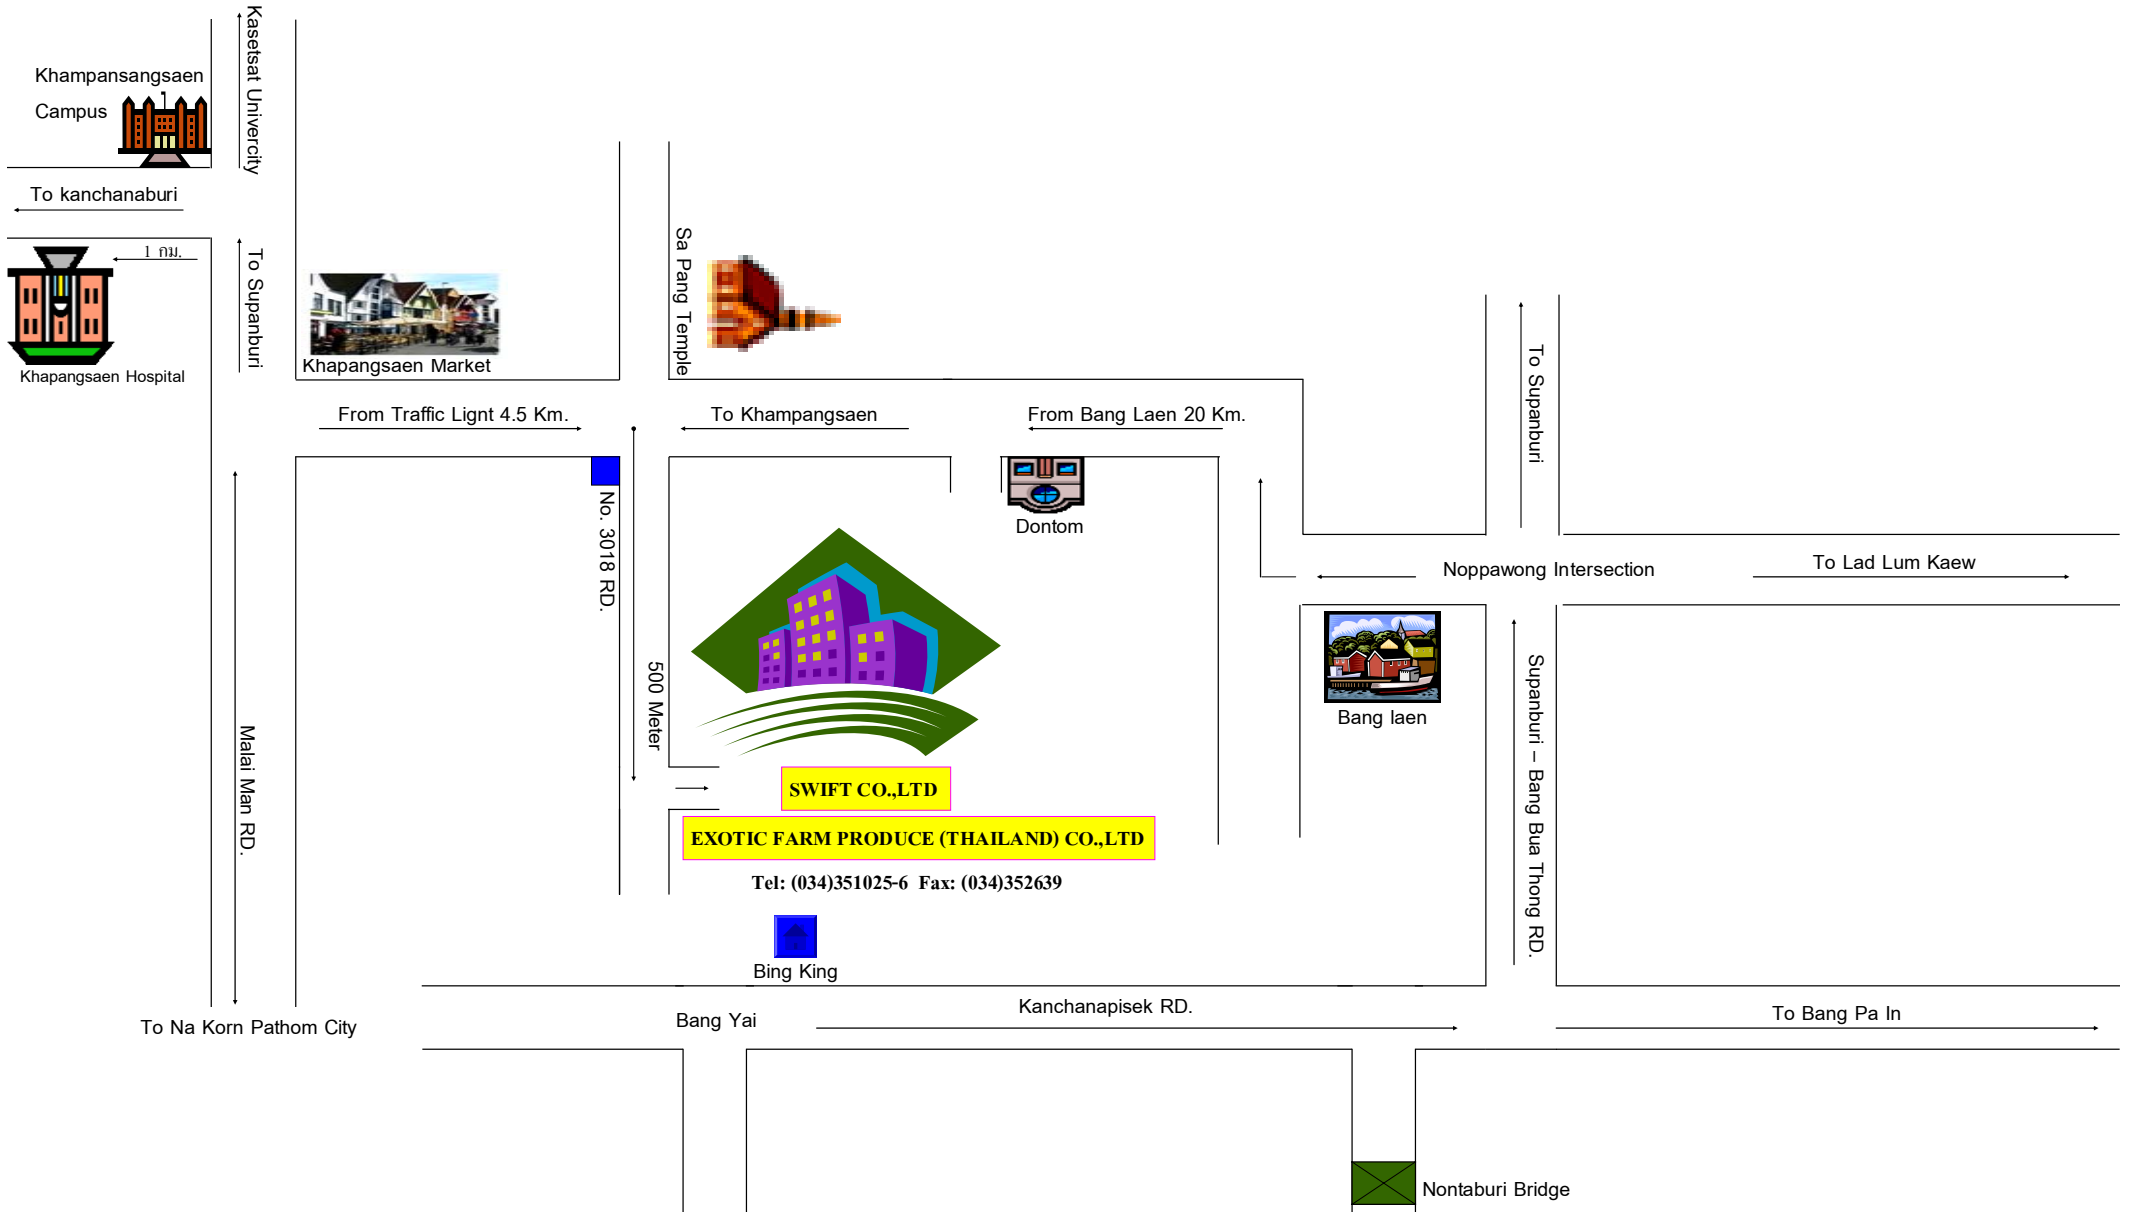 Kasetsat Univercity
Khampansangsaen
Campus
To kanchanaburi
1 กม.
To Supanburi
Khapangsaen Hospital
Khapangsaen Market
Sa Pang Temple
From Traffic Lignt 4.5 Km.
To Khampangsaen
From Bang Laen 20 Km.
To Supanburi
No. 3018 RD.
Dontom
Noppawong Intersection
To Lad Lum Kaew
500 Meter
Bang laen
Malai Man RD.
Supanburi – Bang Bua Thong RD.
SWIFT CO.,LTD
EXOTIC FARM PRODUCE (THAILAND) CO.,LTD
Tel: (034)351025-6 Fax: (034)352639
Bing King
To Na Korn Pathom City
Bang Yai
Kanchanapisek RD.
To Bang Pa In
Nontaburi Bridge